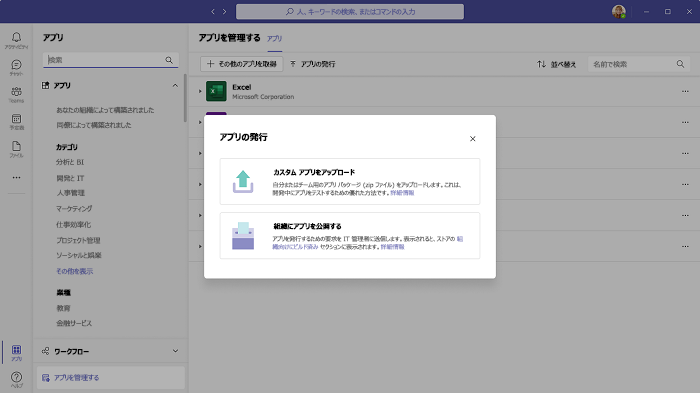 人、キーワードの検索、またはコマンドの入力
アクティビティ
チャット
Teams
予定表
ファイル
アプリ
ヘルプ
アプリ
検索
アプリ
あなたの組織によって構築されました
同僚によって構築されました
カテゴリ
分析と BI
開発と IT
人事管理
マーケティング
仕事効率化
プロジェクト管理
ソーシャルと娯楽
その他を表示
業種
教育
金融サービス
ワークフロー
アプリを管理する
アプリを管理する アプリ
その他のアプリを取得 アプリの発行 並べ替え 名前で検索
Excel
Microsoft Corporation
アプリの発行
カスタム アプリをアップロード
自分またはチーム用のアプリ パッケージ (zip ファイル) をアップロードします。これは、
開発中にアプリをテストするための優れた方法です。詳細情報
組織にアプリを公開する
アプリを発行するための要求を IT 管理者に送信します。表示されると、ストアの 組
織向けにビルド済み セクションに表示されます。詳細情報